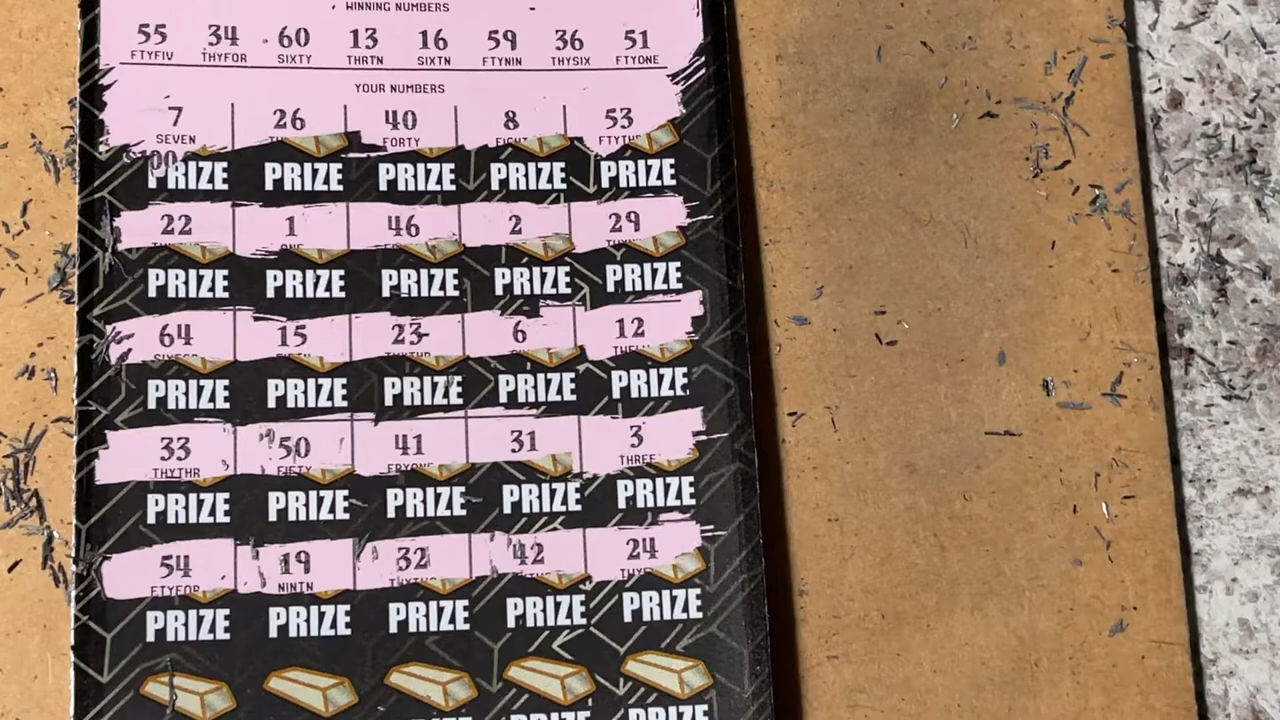 WINNING NUMBERS
55 34 60 13 16 59 36 51
FTYFIV THYFOR SIXTY THRTN SIXTN FTYNIN THYSIX FTYONE
YOUR NUMBERS
7 26 40 8 53
SEVEN FORTY
PRIZE PRIZE PRIZE PRIZE PRIZE
22 1 46 2 29
PRIZE PRIZE PRIZE PRIZE PRIZE
64 15 23 6 12
PRIZE PRIZE PRIZE PRIZE PRIZE
33 50 41 31 3
THYTHR FIFTY FRYONE THREE
PRIZE PRIZE PRIZE PRIZE PRIZE
54 19 32 42 24
FTYFOR NINTN
PRIZE PRIZE PRIZE PRIZE PRIZE
PRIZE PRIZE